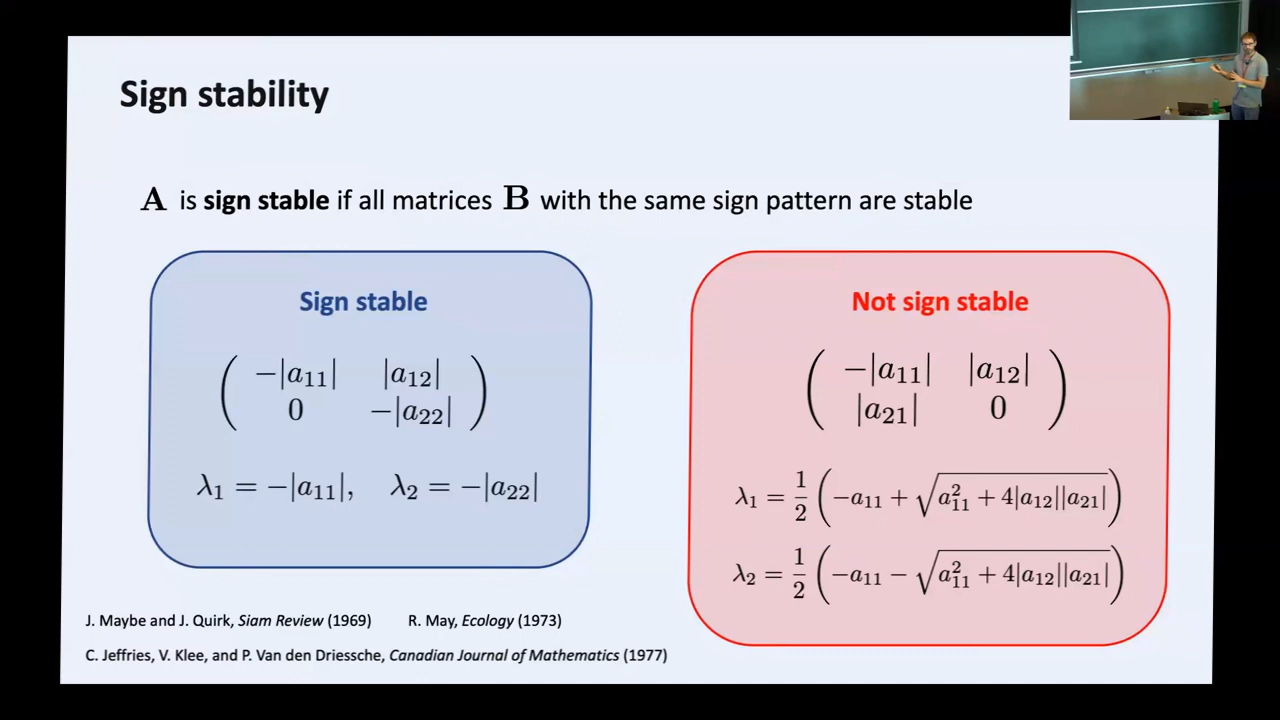 Sign stability
A is sign stable if all matrices B with the same sign pattern are stable
Sign stable
( −|a₁₁| |a₁₂|
0 −|a₂₂| )
λ₁ = −|a₁₁|, λ₂ = −|a₂₂|
Not sign stable
( −|a₁₁| |a₁₂|
|a₂₁| 0 )
λ₁ = 1/2 (−a₁₁ + √(a₁₁² + 4|a₁₂||a₂₁|))
λ₂ = 1/2 (−a₁₁ − √(a₁₁² + 4|a₁₂||a₂₁|))
J. Maybe and J. Quirk, Siam Review (1969) R. May, Ecology (1973)
C. Jeffries, V. Klee, and P. Van den Driessche, Canadian Journal of Mathematics (1977)